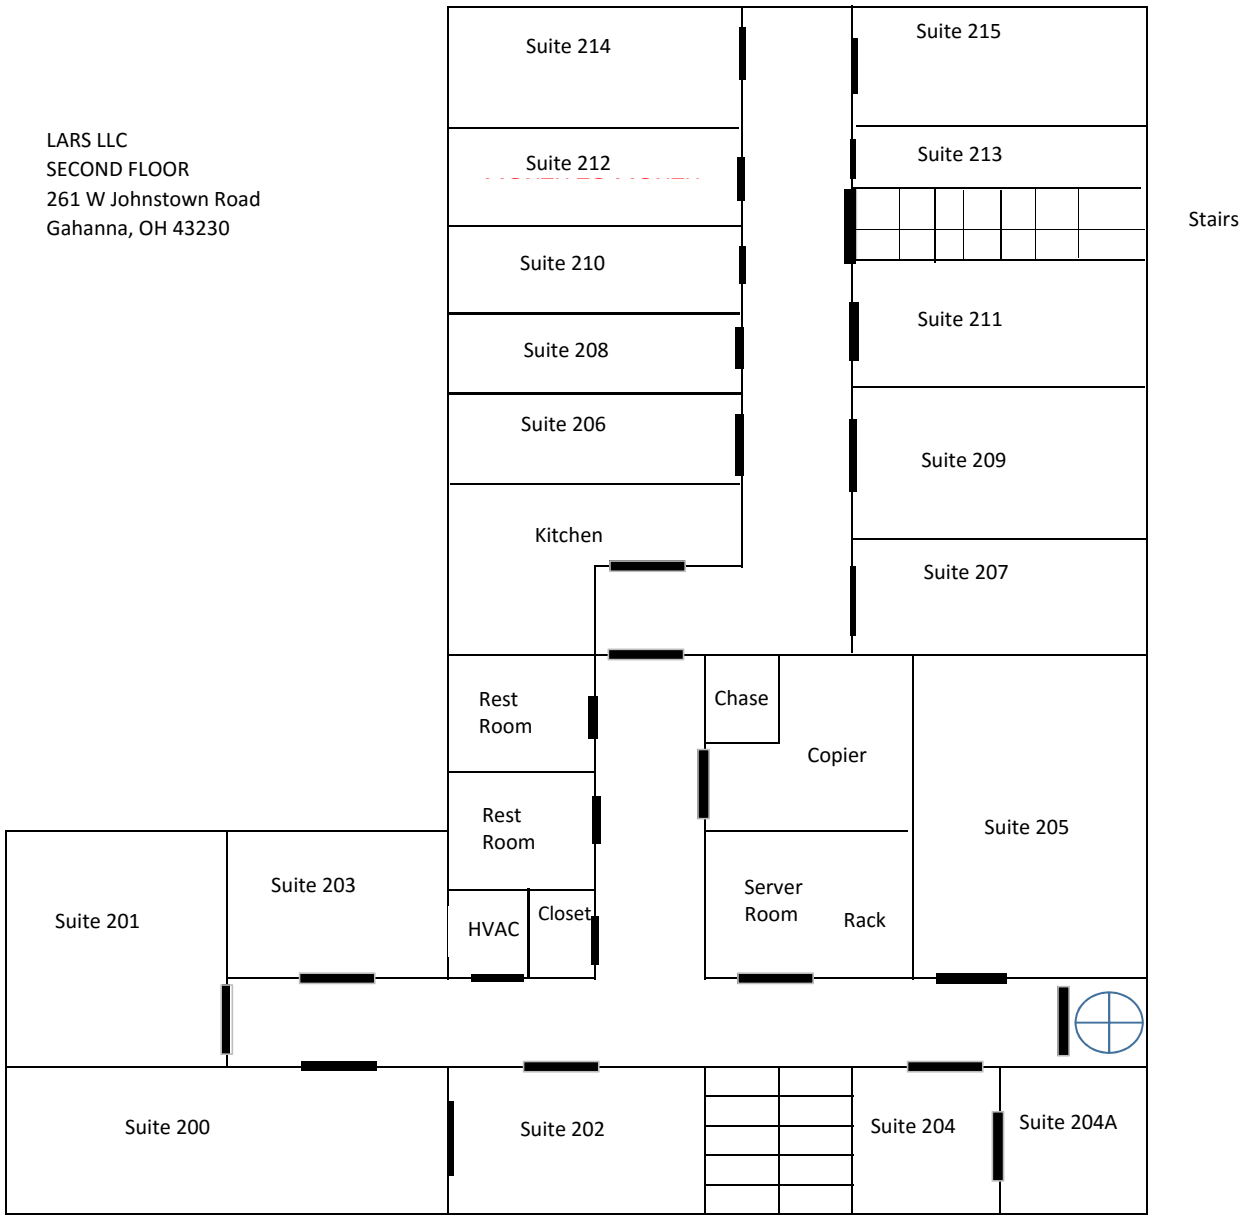 Suite 214
Suite 215
LARS LLC
SECOND FLOOR
261 W Johnstown Road
Gahanna, OH 43230
Suite 212
Suite 213
Stairs
Suite 210
Suite 211
Suite 208
Suite 206
Suite 209
Kitchen
Suite 207
Rest
Room
Chase
Copier
Rest
Room
Suite 205
Suite 203
Suite 201
Server
Room
Rack
HVAC
Closet
Suite 200
Suite 202
Suite 204
Suite 204A